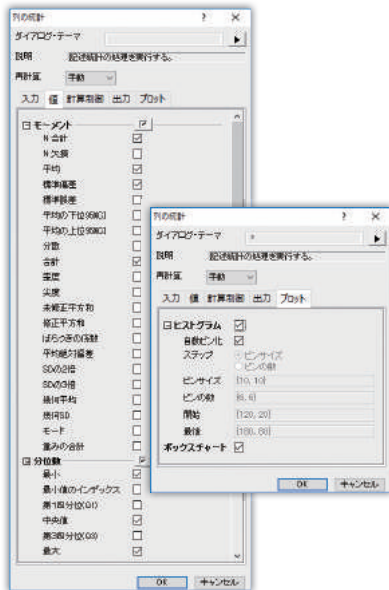 列の統計
? ×
ダイアログ・テーマ
説明 記述統計の処理を実行する。
再計算 手動
入力 値 計算制御 出力 プロット
モーメント
N 合計
N 欠損
平均
標準偏差
標準誤差
平均の下位95%CI
平均の上位95%CI
分散
合計
歪度
尖度
未修正平方和
修正平方和
ばらつきの係数
平均絶対偏差
SDの2倍
SDの3倍
幾何平均
幾何SD
モード
重みの合計
分位数
最小
最小値のインデックス
第1四分位(Q1)
中央値
第3四分位(Q3)
最大
OK キャンセル
列の統計
? ×
ダイアログ・テーマ *
説明 記述統計の処理を実行する。
再計算 手動
入力 値 計算制御 出力 プロット
ヒストグラム
自動ビン化
ステップ ビンサイズ
ビンの数
ビンサイズ [10, 10]
ビンの数 [6, 6]
開始 [120, 20]
最後 [180, 80]
ボックスチャート
OK キャンセル